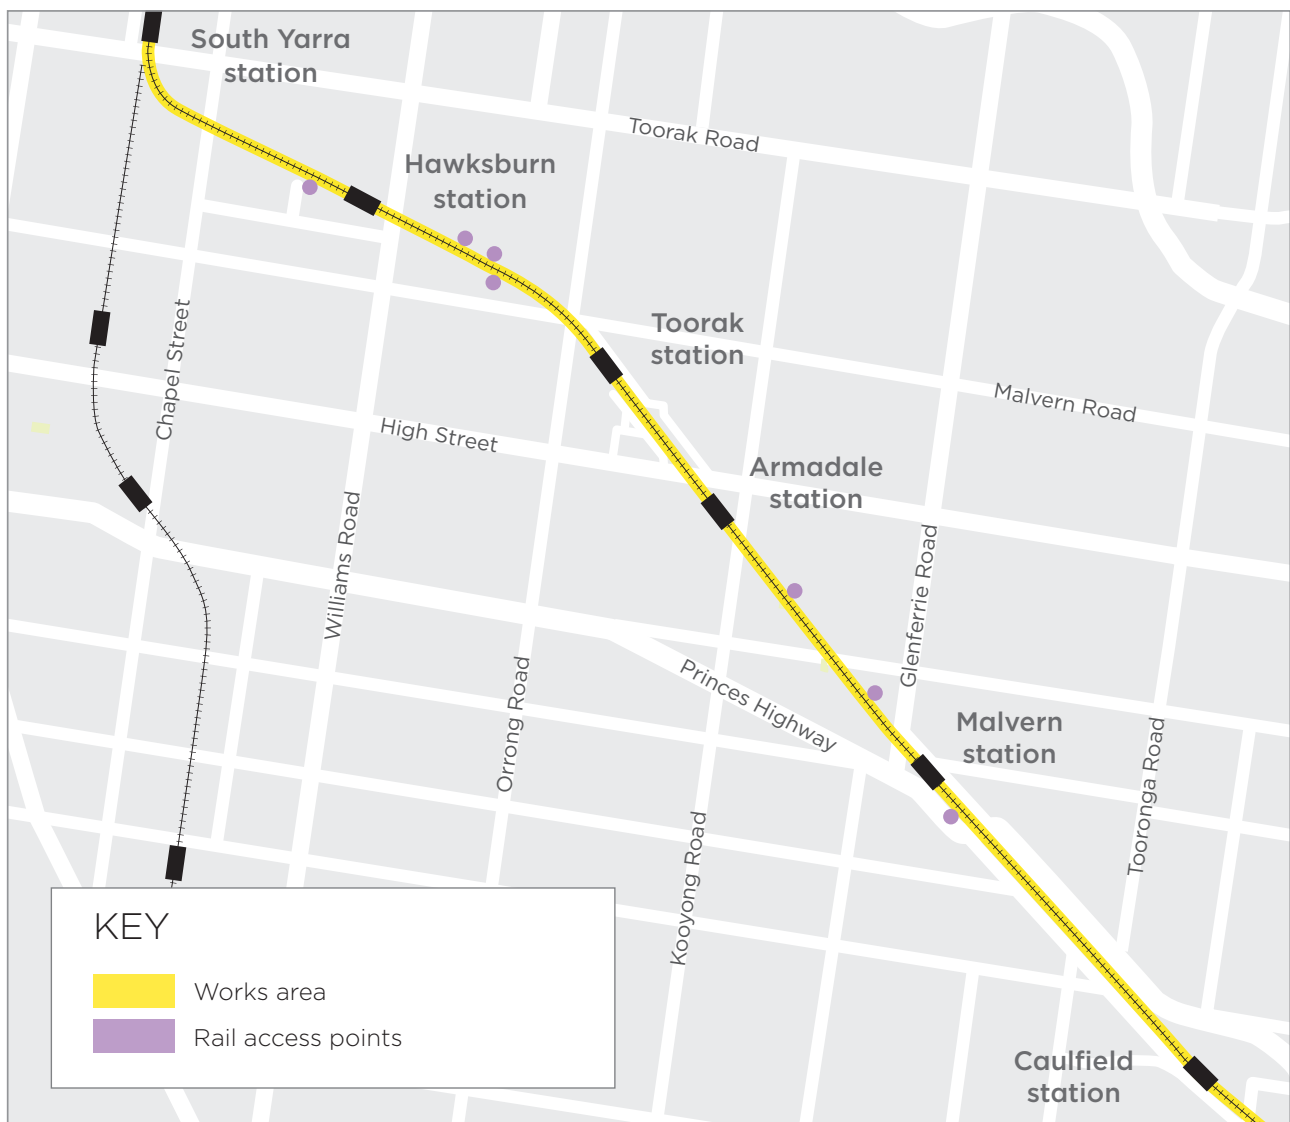 South Yarra
station
Toorak Road
Hawksburn
station
Toorak
station
Chapel Street
Malvern Road
High Street
Armadale
station
Williams Road
Glenferrie Road
Orrong Road
Princes Highway
Malvern
station
Tooronga Road
Kooyong Road
KEY
Works area
Rail access points
Caulfield
station